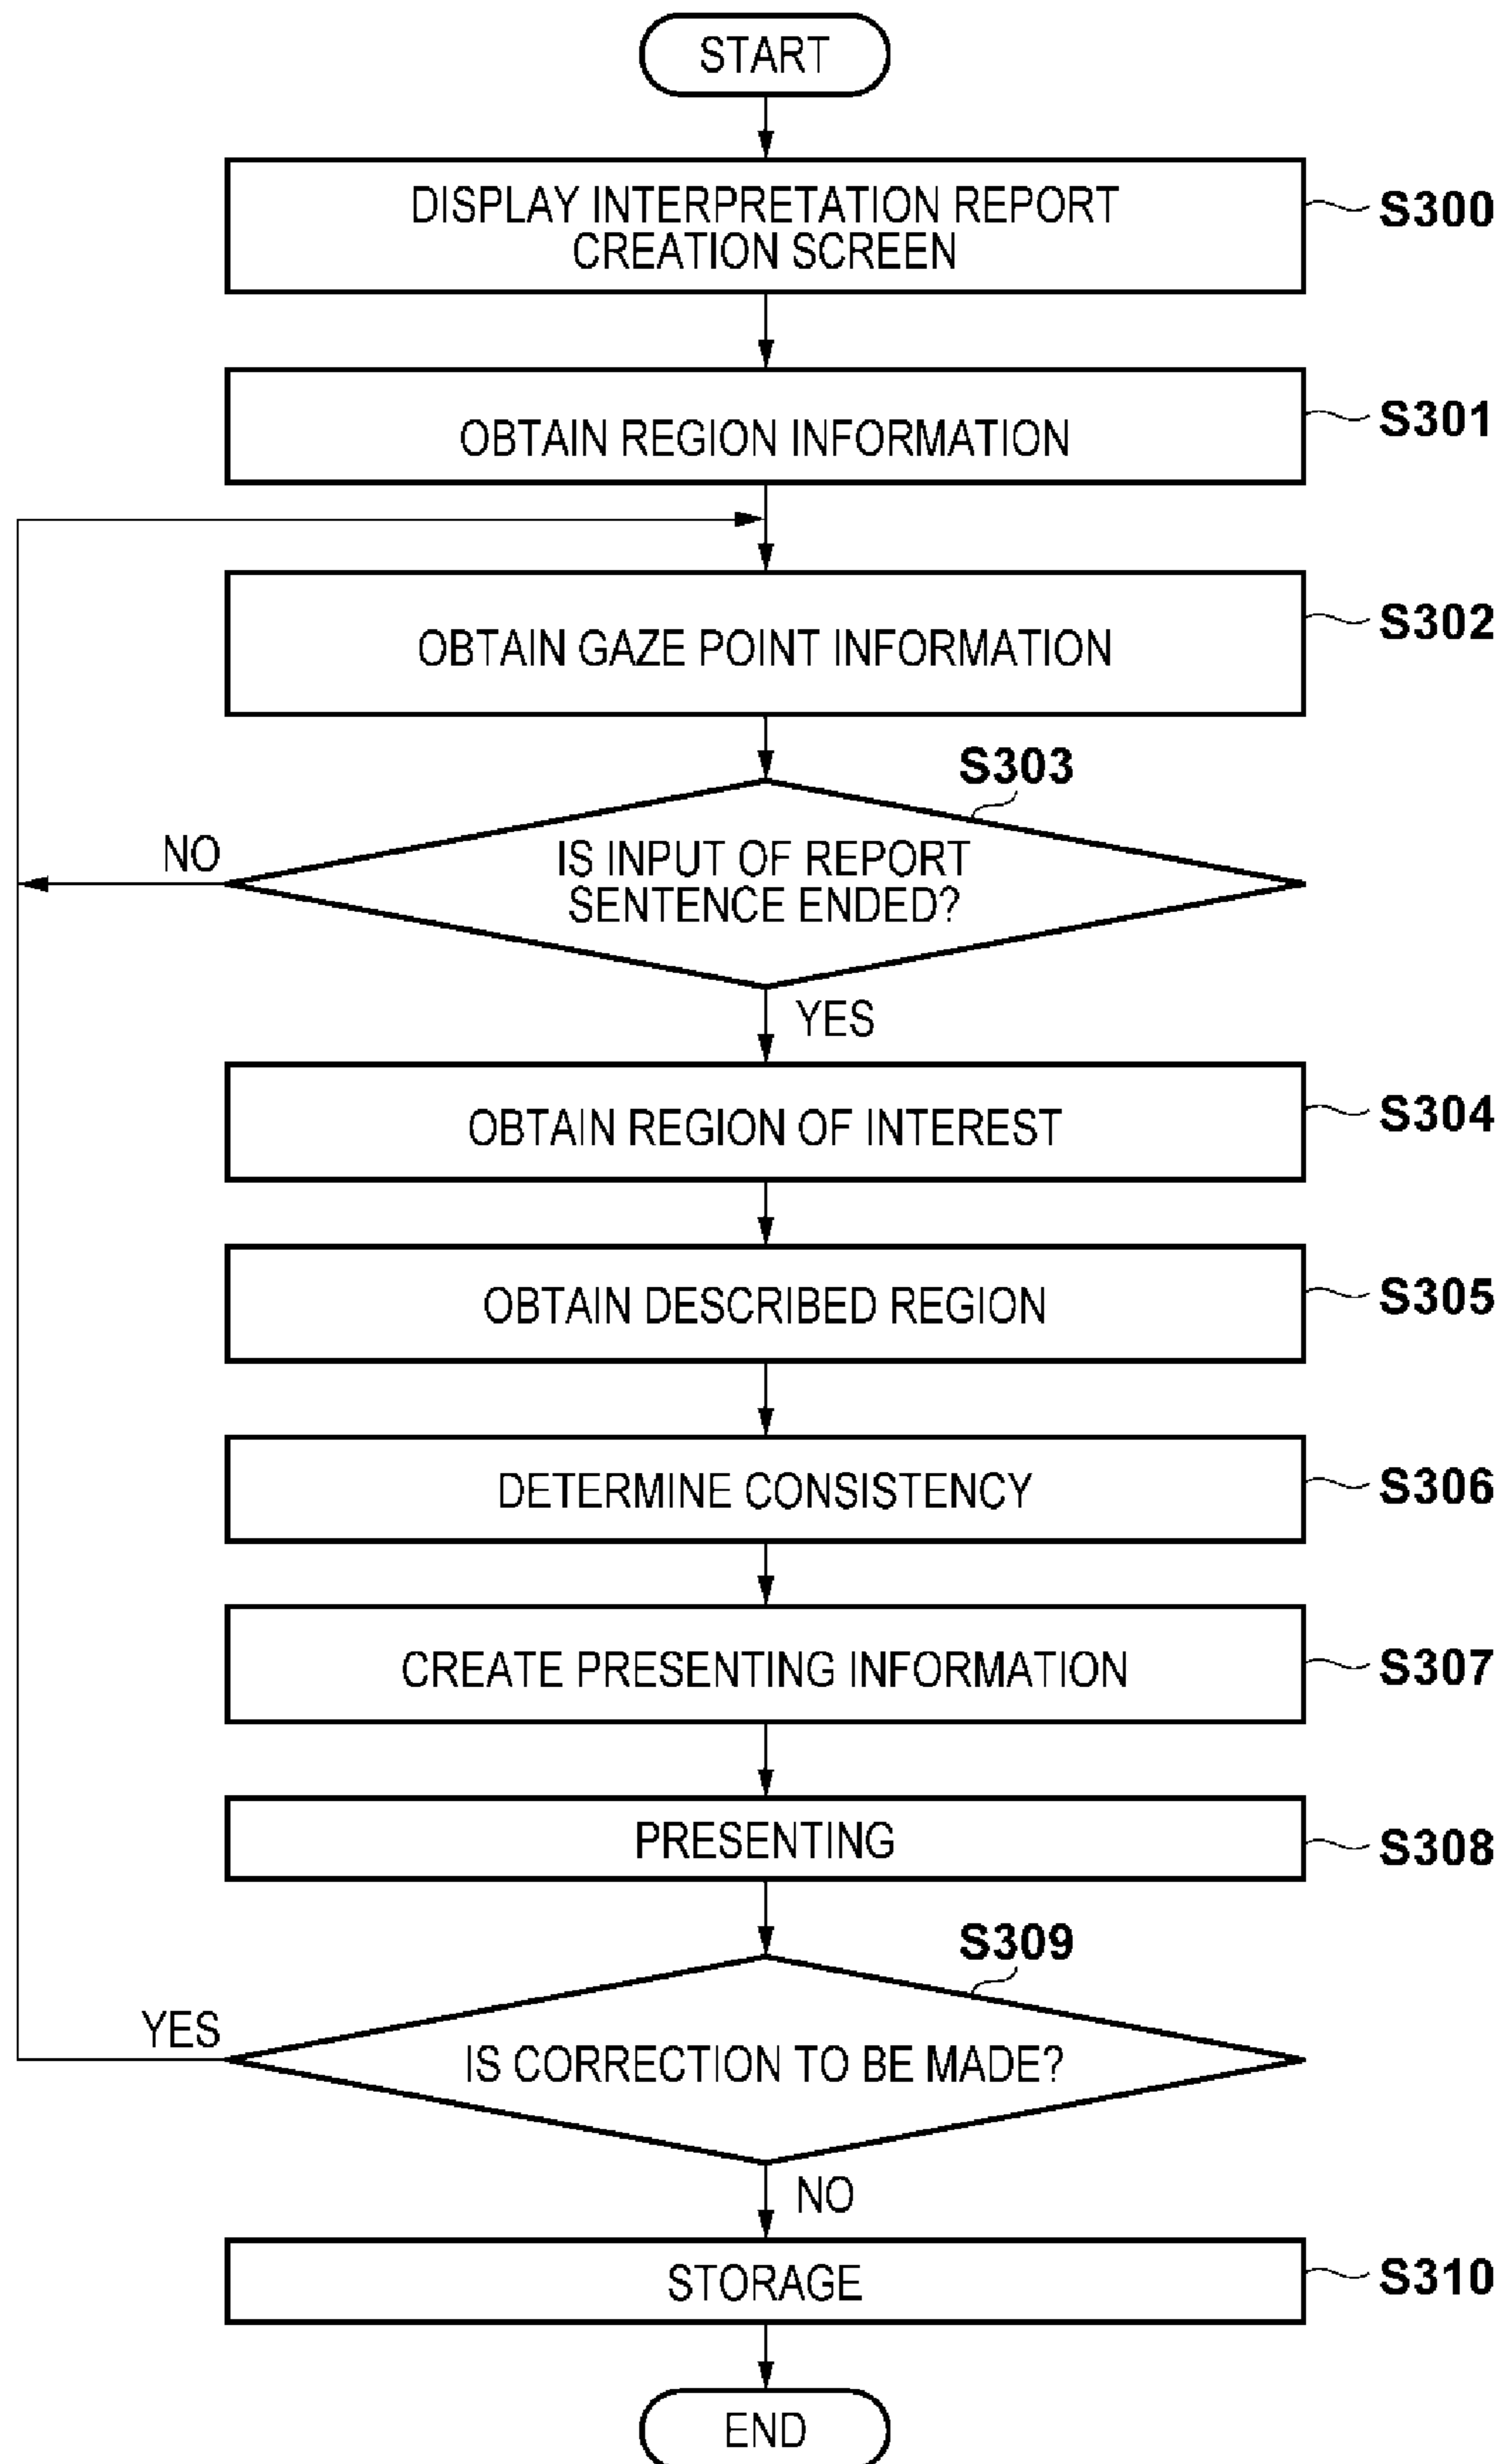 START
DISPLAY INTERPRETATION REPORT
CREATION SCREEN
S300
OBTAIN REGION INFORMATION
S301
OBTAIN GAZE POINT INFORMATION
S302
S303
NO
IS INPUT OF REPORT
SENTENCE ENDED?
YES
OBTAIN REGION OF INTEREST
S304
OBTAIN DESCRIBED REGION
S305
DETERMINE CONSISTENCY
S306
CREATE PRESENTING INFORMATION
S307
PRESENTING
S308
S309
YES
IS CORRECTION TO BE MADE?
NO
STORAGE
S310
END